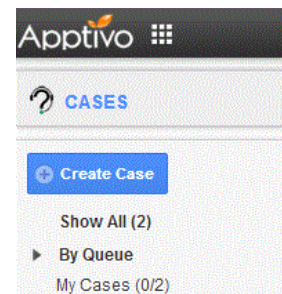 Apptivo
CASES
Create Case
Show All (2)
By Queue
My Cases (0/2)